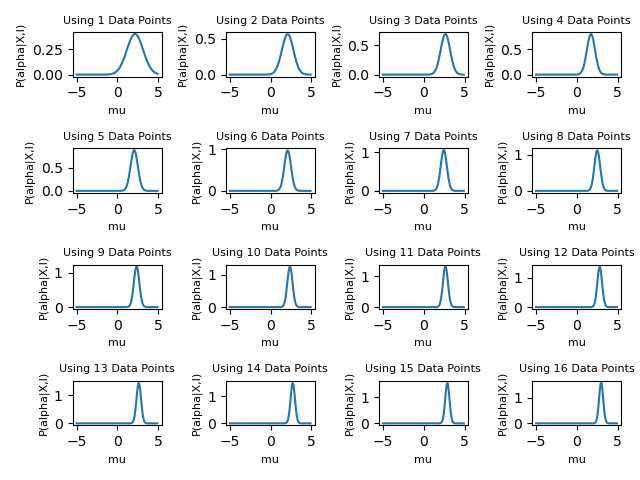 Using 1 Data Points Using 2 Data Points Using 3 Data Points Using 4 Data Points
P(alpha|X,I) 0.25 0.00 P(alpha|X,I) 0.5 0.0 P(alpha|X,I) 0.5 0.0 P(alpha|X,I) 0.5 0.0
−5 0 5 −5 0 5 −5 0 5 −5 0 5
mu mu mu mu
Using 5 Data Points Using 6 Data Points Using 7 Data Points Using 8 Data Points
P(alpha|X,I) 0.5 0.0 P(alpha|X,I) 1 0 P(alpha|X,I) 1 0 P(alpha|X,I) 1 0
−5 0 5 −5 0 5 −5 0 5 −5 0 5
mu mu mu mu
Using 9 Data Points Using 10 Data Points Using 11 Data Points Using 12 Data Points
P(alpha|X,I) 1 0 P(alpha|X,I) 1 0 P(alpha|X,I) 1 0 P(alpha|X,I) 1 0
−5 0 5 −5 0 5 −5 0 5 −5 0 5
mu mu mu mu
Using 13 Data Points Using 14 Data Points Using 15 Data Points Using 16 Data Points
P(alpha|X,I) 1 0 P(alpha|X,I) 1 0 P(alpha|X,I) 1 0 P(alpha|X,I) 1 0
−5 0 5 −5 0 5 −5 0 5 −5 0 5
mu mu mu mu